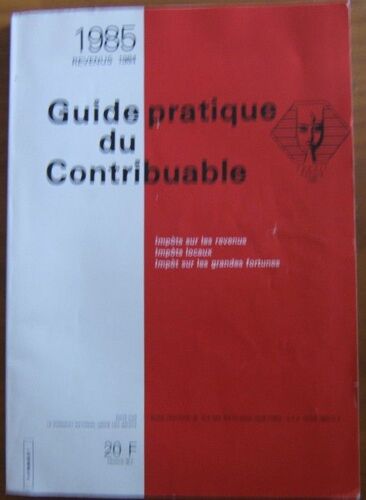 1985
REVENUS 1984
Guide pratique
du
Contribuable
Impôts sur les revenus
Impôts locaux
Impôt sur les grandes fortunes
20 F